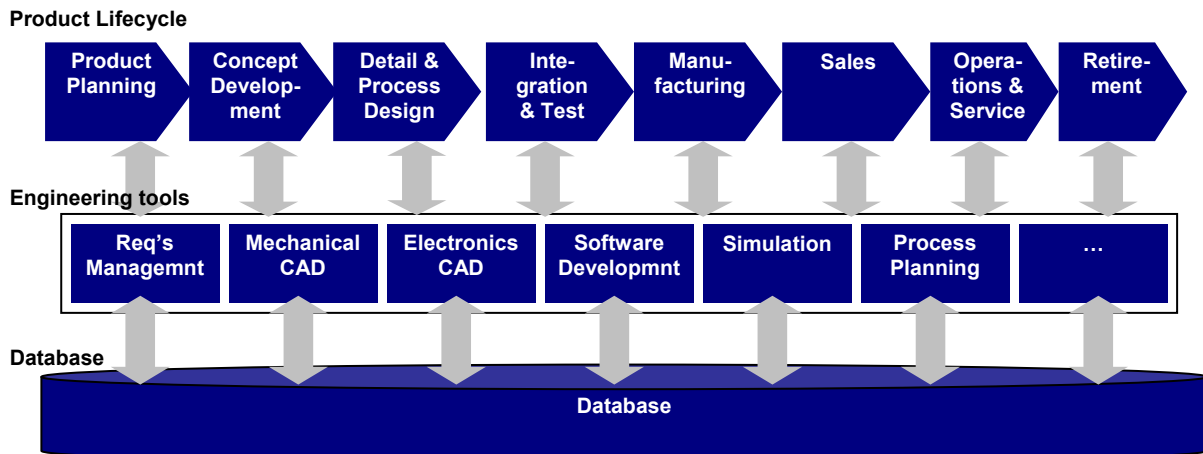 Product Lifecycle
Product
Planning
Concept
Develop-
ment
Detail &
Process
Design
Inte-
gration
& Test
Manu-
facturing
Sales
Opera-
tions &
Service
Retire-
ment
Engineering tools
Req's
Managemnt
Mechanical
CAD
Electronics
CAD
Software
Developmnt
Simulation
Process
Planning
…
Database
Database